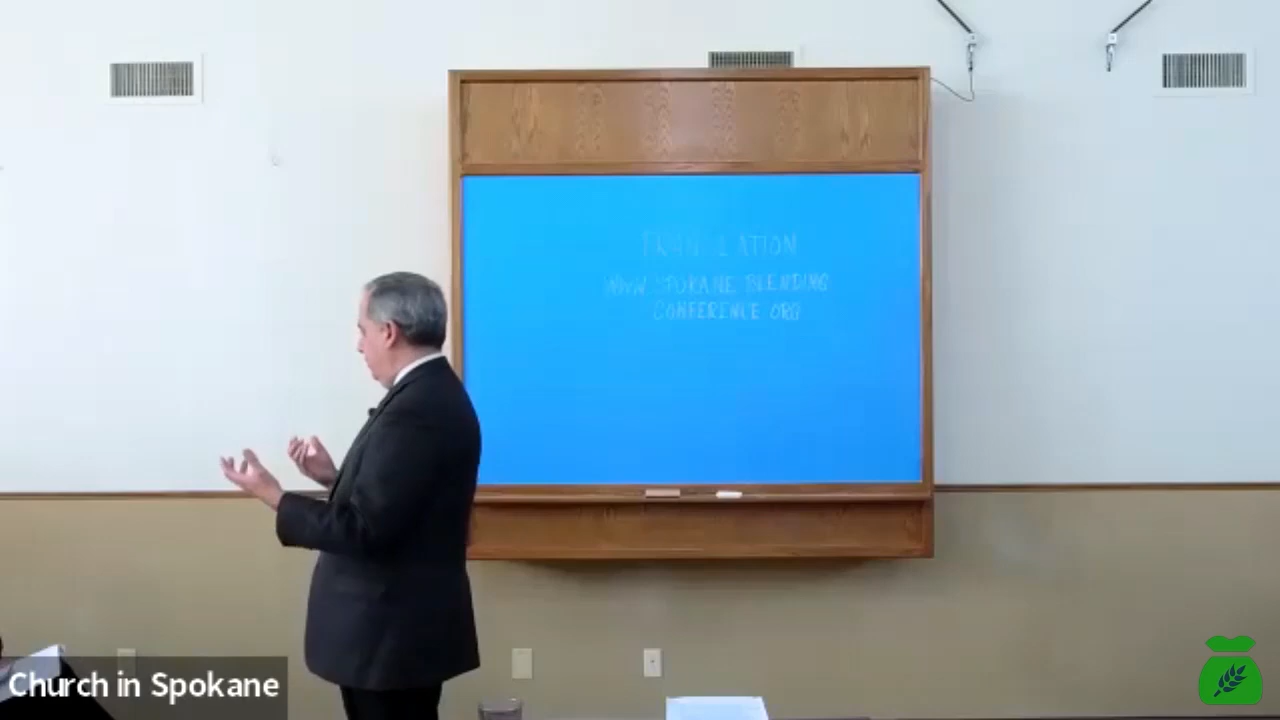 TRANSLATION
WWW SPOKANE BLENDING
CONFERENCE ORG
Church in Spokane